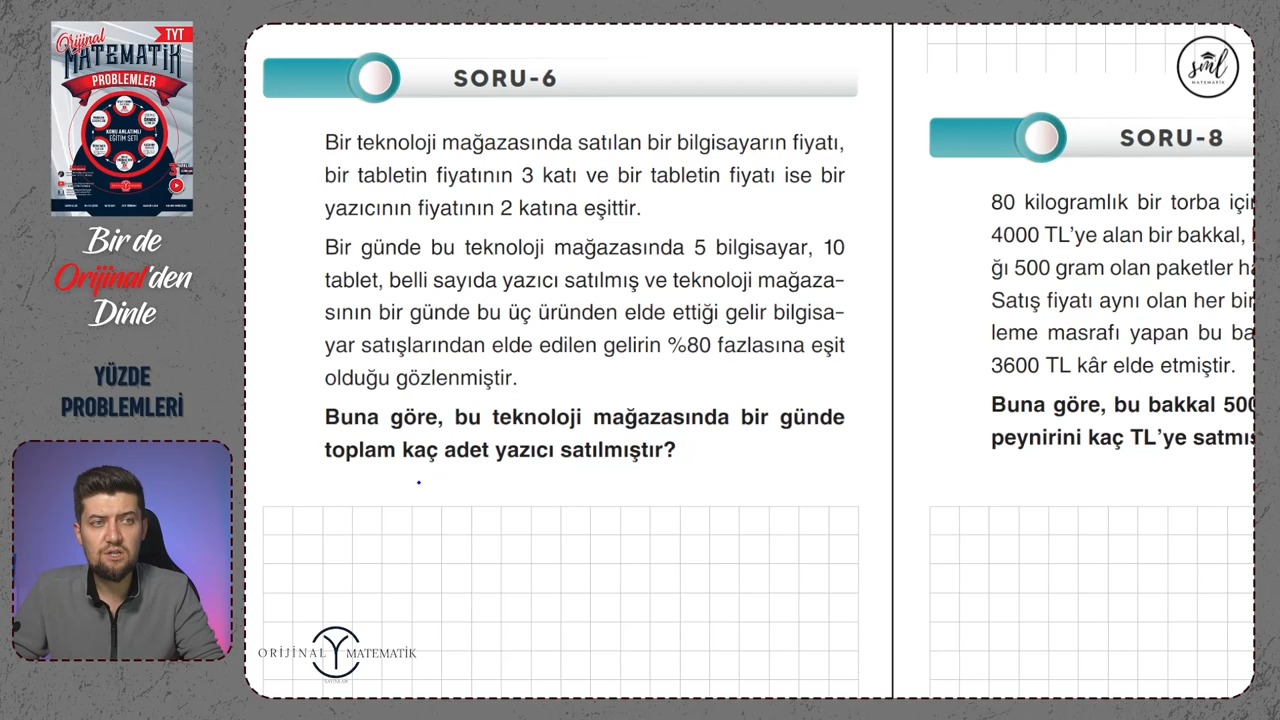 TYT
Orijinal
MATEMATİK
PROBLEMLER
KONU ANLATIMLI
EĞİTİM SETİ
Bir de
Orijinal'den
Dinle
YÜZDE
PROBLEMLERİ
SORU-6
Bir teknoloji mağazasında satılan bir bilgisayarın fiyatı,
bir tabletin fiyatının 3 katı ve bir tabletin fiyatı ise bir
yazıcının fiyatının 2 katına eşittir.
Bir günde bu teknoloji mağazasında 5 bilgisayar, 10
tablet, belli sayıda yazıcı satılmış ve teknoloji mağaza-
sının bir günde bu üç üründen elde ettiği gelir bilgisa-
yar satışlarından elde edilen gelirin %80 fazlasına eşit
olduğu gözlenmiştir.
Buna göre, bu teknoloji mağazasında bir günde
toplam kaç adet yazıcı satılmıştır?
ORİJİNAL MATEMATİK
sml
MATEMATİK
SORU-8
80 kilogramlık bir torba içi
4000 TL'ye alan bir bakkal,
ğı 500 gram olan paketler ha
Satış fiyatı aynı olan her bir
leme masrafı yapan bu ba
3600 TL kâr elde etmiştir.
Buna göre, bu bakkal 500
peynirini kaç TL'ye satmış